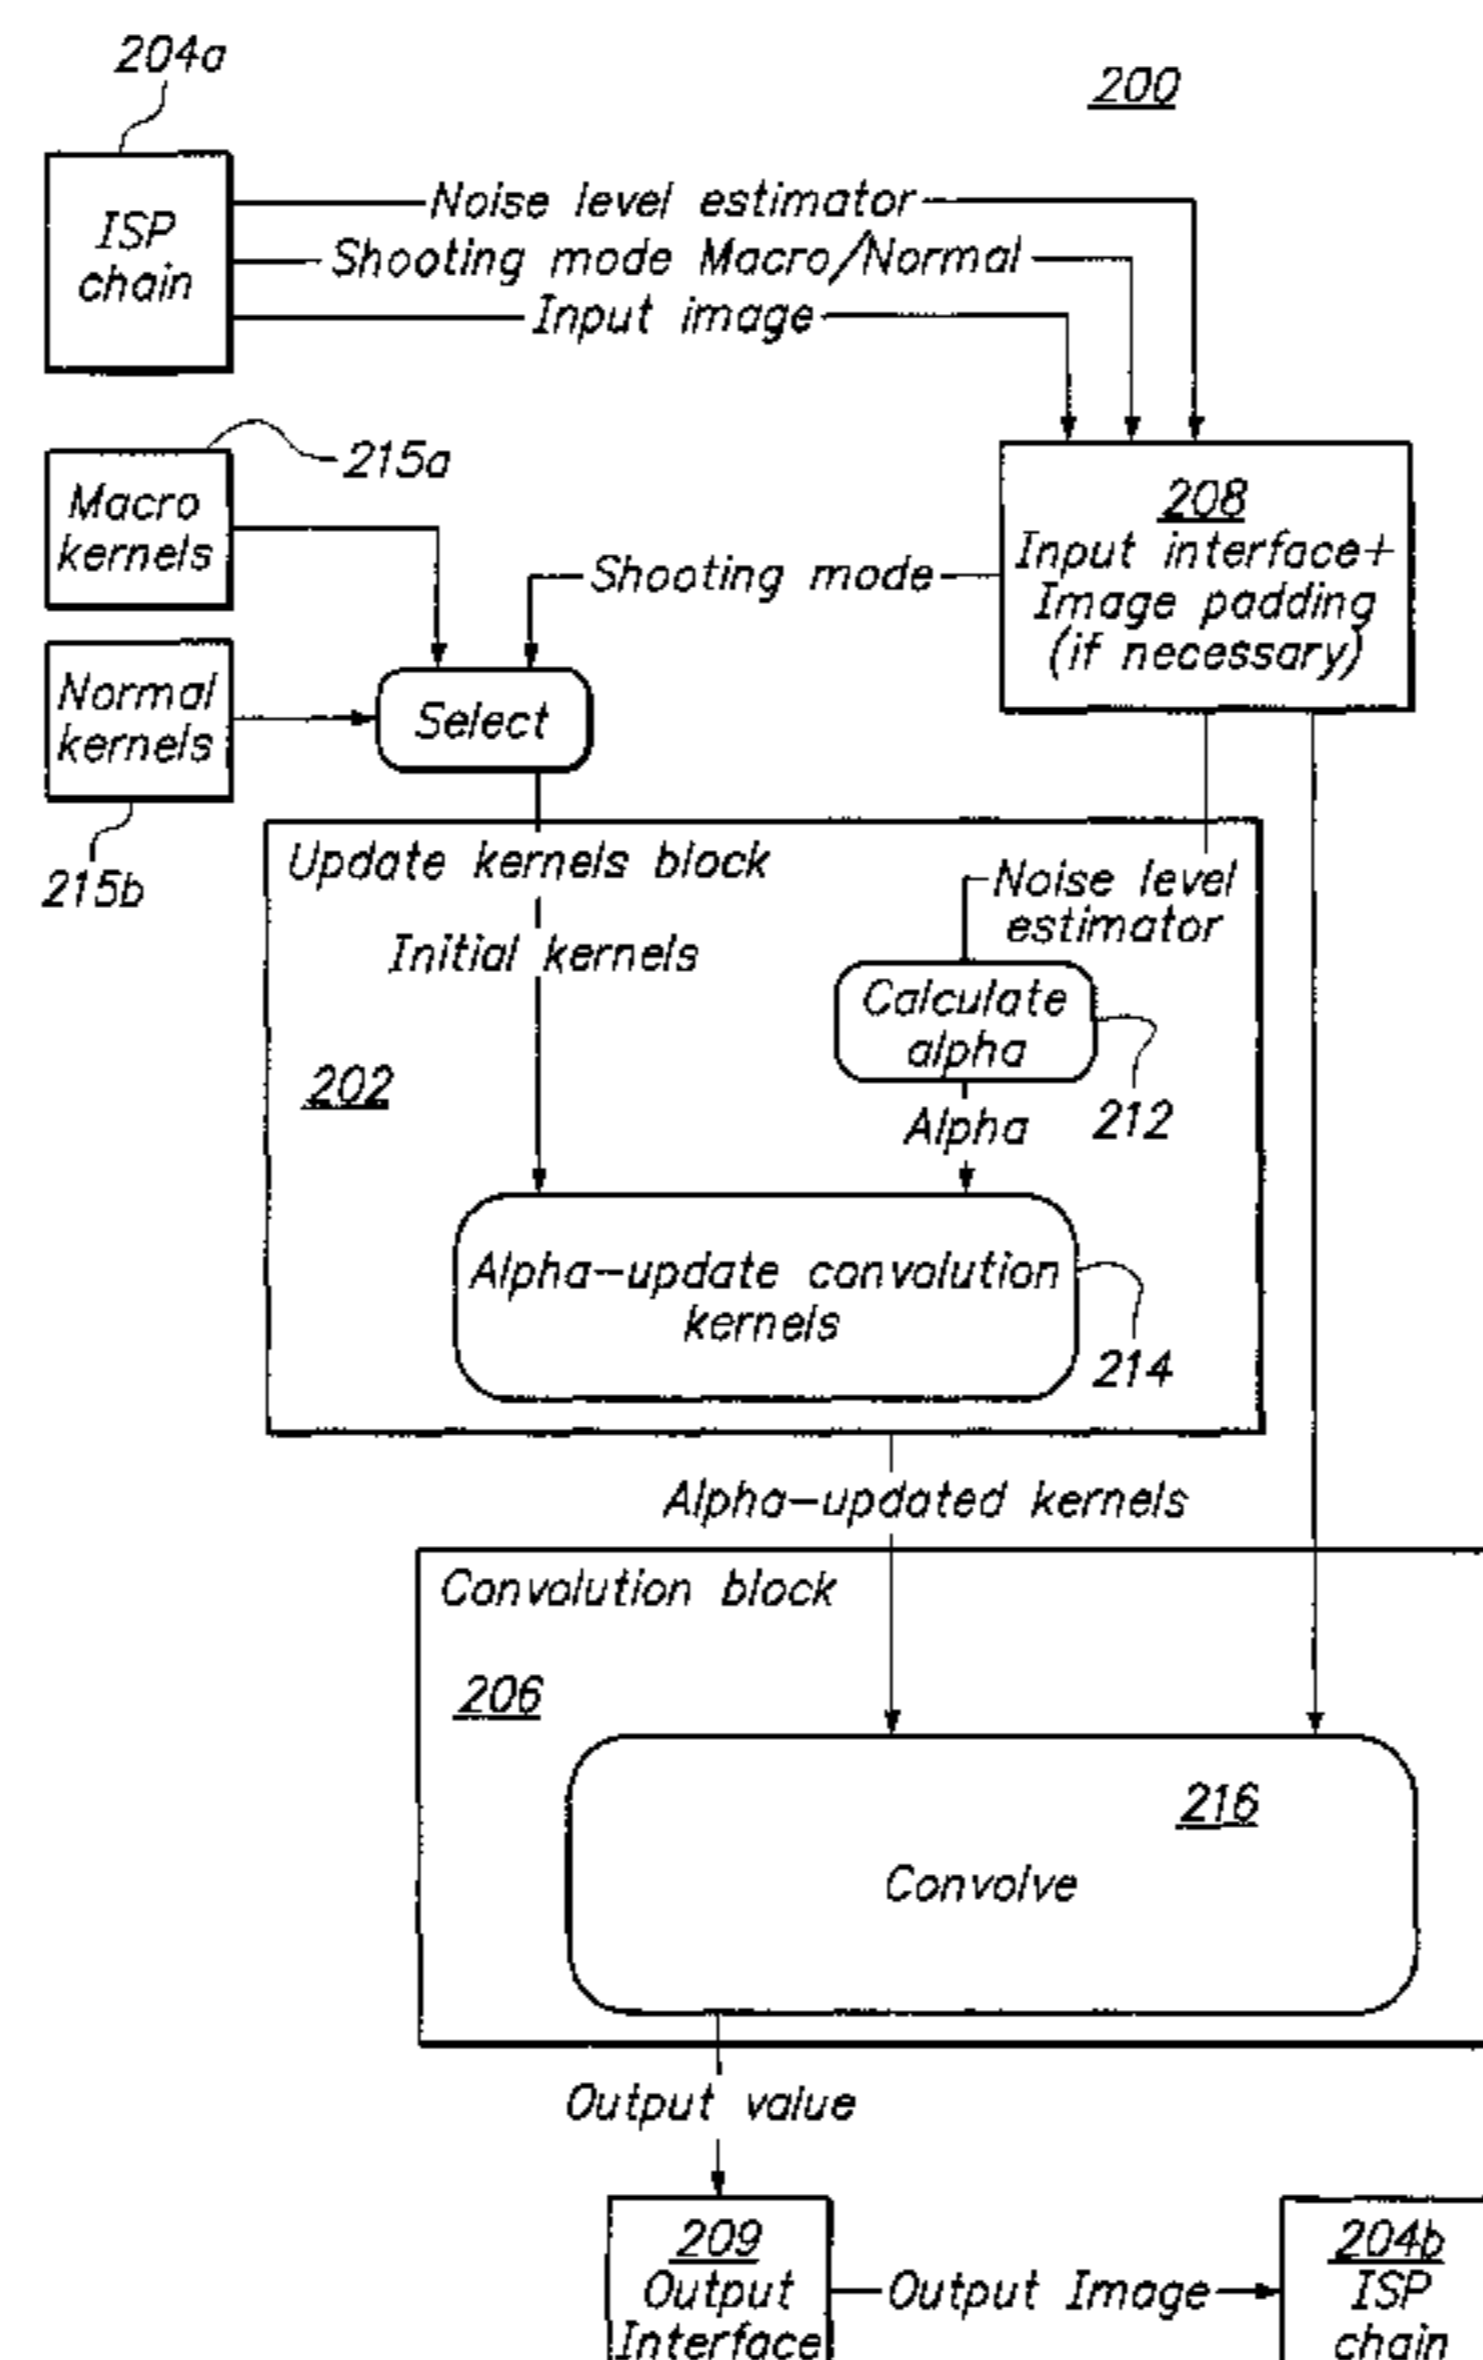 204a
200
ISP
chain
Noise level estimator
Shooting mode Macro/Normal
Input image
215a
Macro
kernels
208
Input interface+
Image padding
(if necessary)
Shooting mode
Normal
kernels
Select
215b
Update kernels block
Noise level
estimator
Initial kernels
Calculate
alpha
202
212
Alpha
Alpha-update convolution
kernels
214
Alpha-updated kernels
Convolution block
206
216
Convolve
Output value
209
Output
Interface
Output Image
204b
ISP
chain